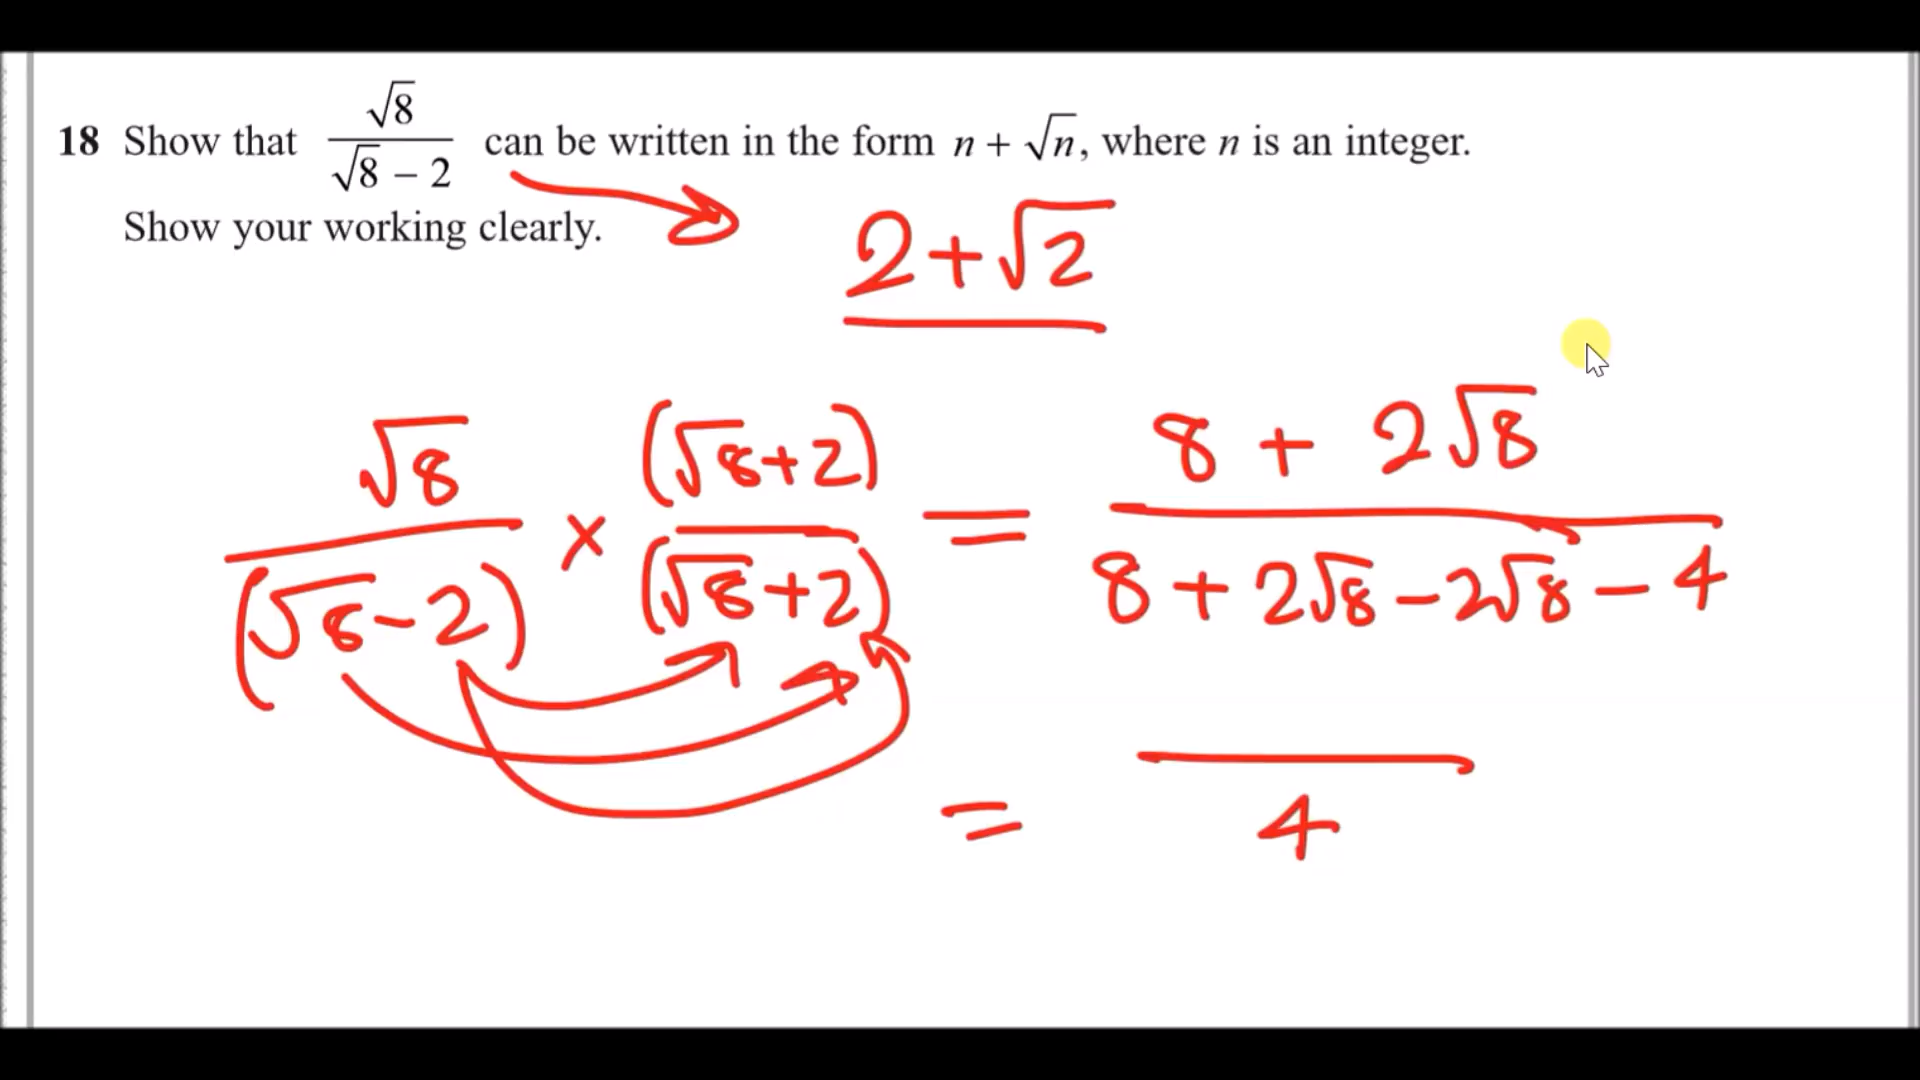 18 Show that √8 / (√8 − 2) can be written in the form n + √n, where n is an integer.
Show your working clearly.
2 + √2
√8 / (√8 − 2) × (√8 + 2) / (√8 + 2) = 8 + 2√8 / 8 + 2√8 − 2√8 − 4
= / 4